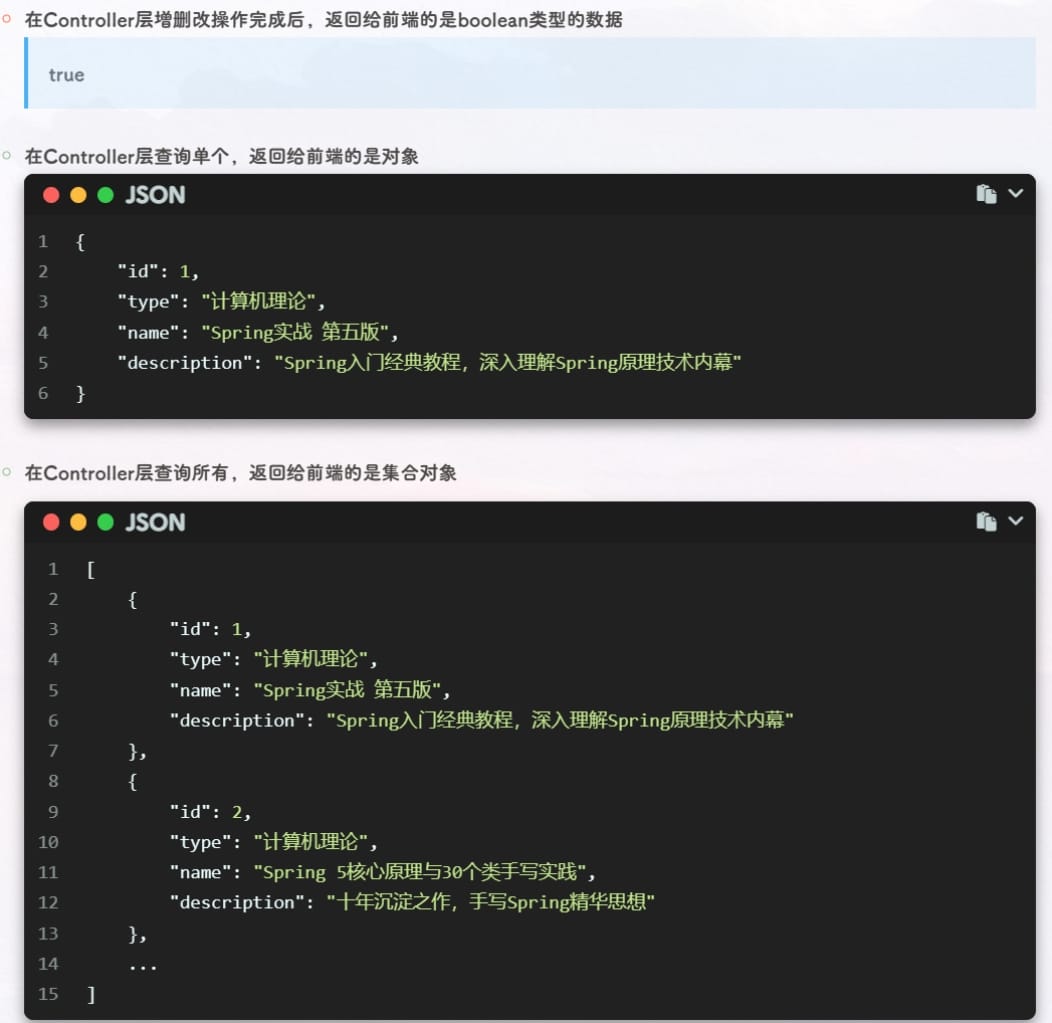 在Controller层增删改操作完成后，返回给前端的是boolean类型的数据
true
在Controller层查询单个，返回给前端的是对象
JSON
1 {
2     "id": 1,
3     "type": "计算机理论",
4     "name": "Spring实战 第五版",
5     "description": "Spring入门经典教程，深入理解Spring原理技术内幕"
6 }
在Controller层查询所有，返回给前端的是集合对象
JSON
1 [
2     {
3         "id": 1,
4         "type": "计算机理论",
5         "name": "Spring实战 第五版",
6         "description": "Spring入门经典教程，深入理解Spring原理技术内幕"
7     },
8     {
9         "id": 2,
10         "type": "计算机理论",
11         "name": "Spring 5核心原理与30个类手写实践",
12         "description": "十年沉淀之作，手写Spring精华思想"
13     },
14     ...
15 ]